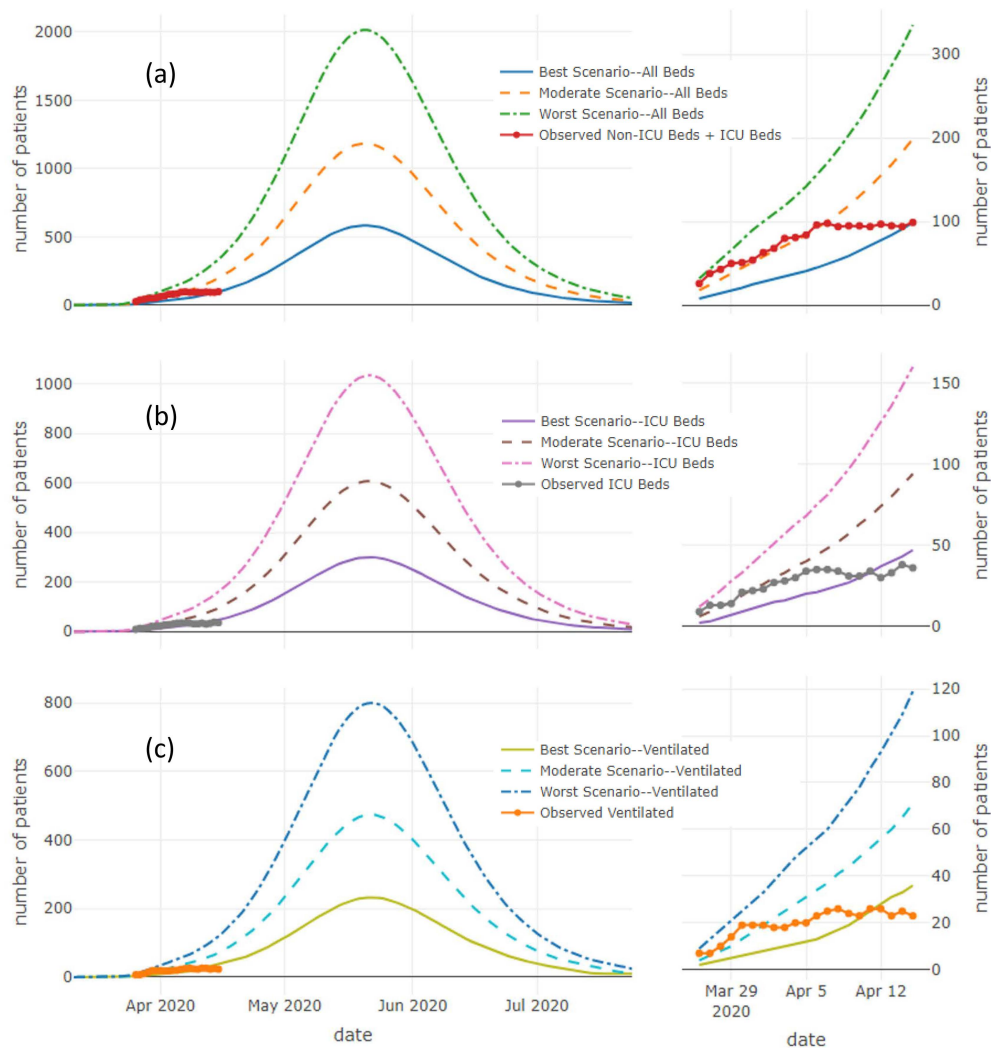 2000
1500
1000
500
0
number of patients
(a)
Best Scenario--All Beds
Moderate Scenario--All Beds
Worst Scenario--All Beds
Observed Non-ICU Beds + ICU Beds
300
200
100
0
number of patients
1000
800
600
400
200
0
number of patients
(b)
Best Scenario--ICU Beds
Moderate Scenario--ICU Beds
Worst Scenario--ICU Beds
Observed ICU Beds
150
100
50
0
number of patients
800
600
400
200
0
number of patients
(c)
Best Scenario--Ventilated
Moderate Scenario--Ventilated
Worst Scenario--Ventilated
Observed Ventilated
120
100
80
60
40
20
0
number of patients
Apr 2020 May 2020 Jun 2020 Jul 2020
date
Mar 29 Apr 5 Apr 12
2020
date